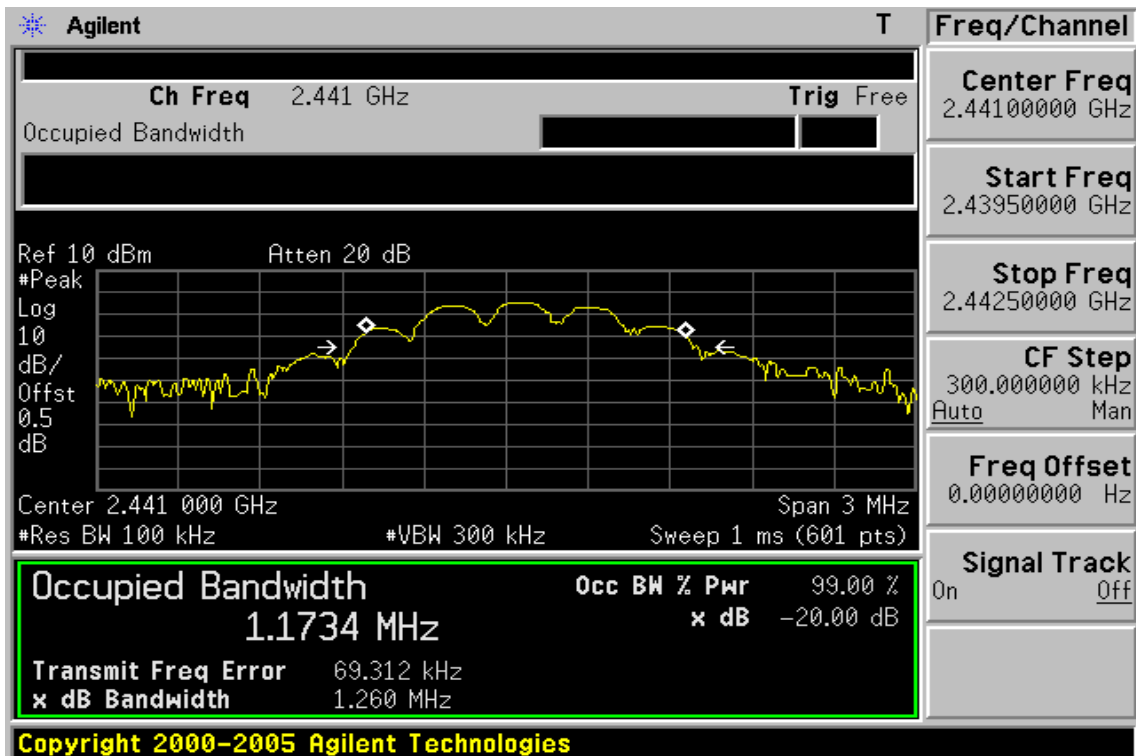 Agilent T
Ch Freq 2.441 GHz Trig Free
Occupied Bandwidth
Ref 10 dBm Atten 20 dB
#Peak
Log
10
dB/
Offst
0.5
dB
Center 2.441 000 GHz Span 3 MHz
#Res BW 100 kHz #VBW 300 kHz Sweep 1 ms (601 pts)
Occupied Bandwidth
1.1734 MHz
Occ BW % Pwr 99.00 %
x dB -20.00 dB
Transmit Freq Error 69.312 kHz
x dB Bandwidth 1.260 MHz
Freq/Channel
Center Freq
2.44100000 GHz
Start Freq
2.43950000 GHz
Stop Freq
2.44250000 GHz
CF Step
300.000000 kHz
Auto Man
Freq Offset
0.00000000 Hz
Signal Track
On Off
Copyright 2000-2005 Agilent Technologies